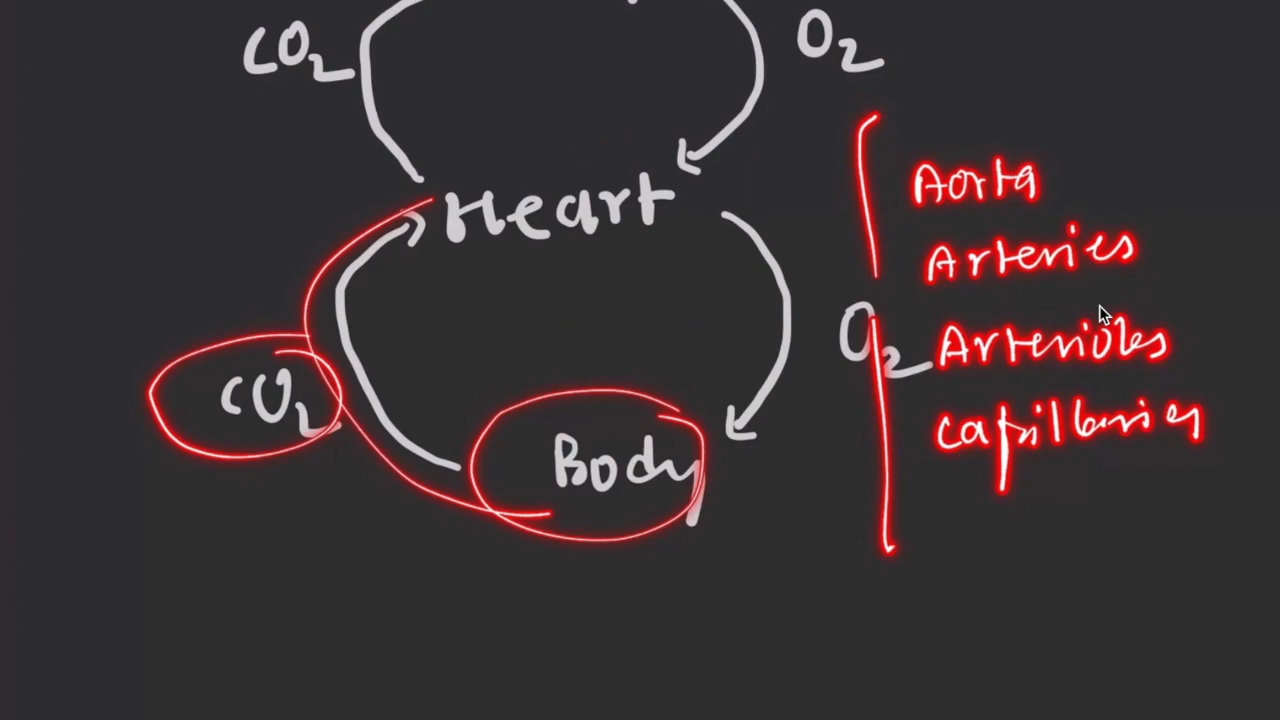 CO2
O2
Heart
Aorta
Arteries
O2
Arterioles
CO2
Capillaries
Body